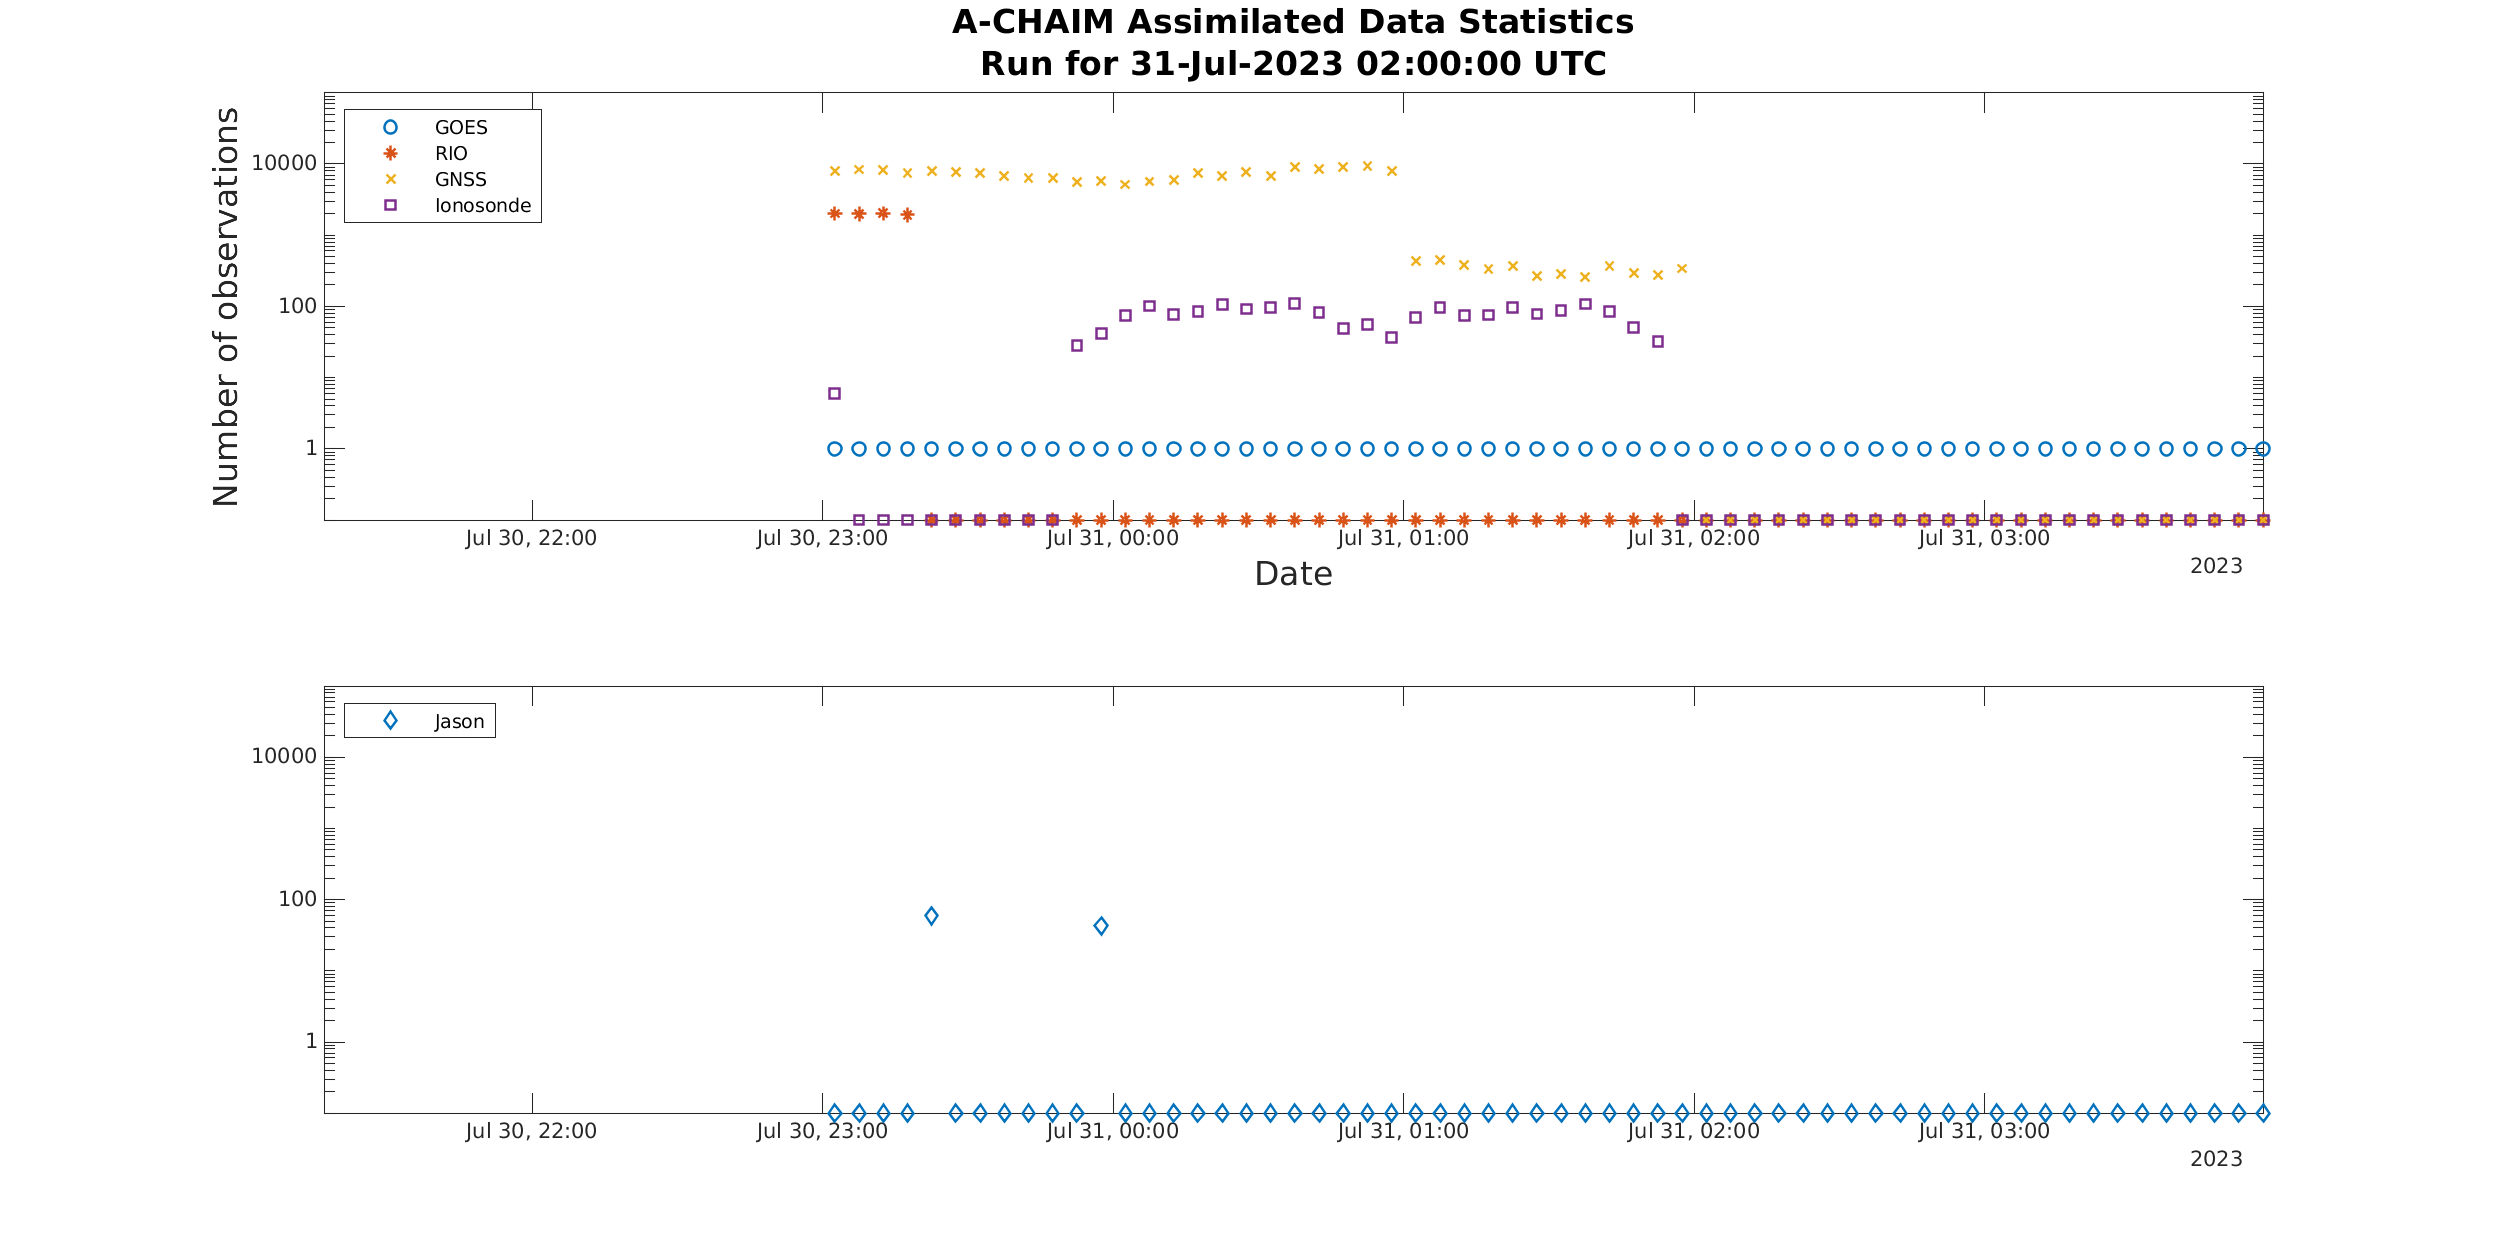 A-CHAIM Assimilated Data Statistics
Run for 31-Jul-2023 02:00:00 UTC
Number of observations
10000
100
1
GOES
RIO
GNSS
Ionosonde
Jul 30, 22:00
Jul 30, 23:00
Jul 31, 00:00
Jul 31, 01:00
Jul 31, 02:00
Jul 31, 03:00
Date
2023
10000
100
1
Jason
Jul 30, 22:00
Jul 30, 23:00
Jul 31, 00:00
Jul 31, 01:00
Jul 31, 02:00
Jul 31, 03:00
2023